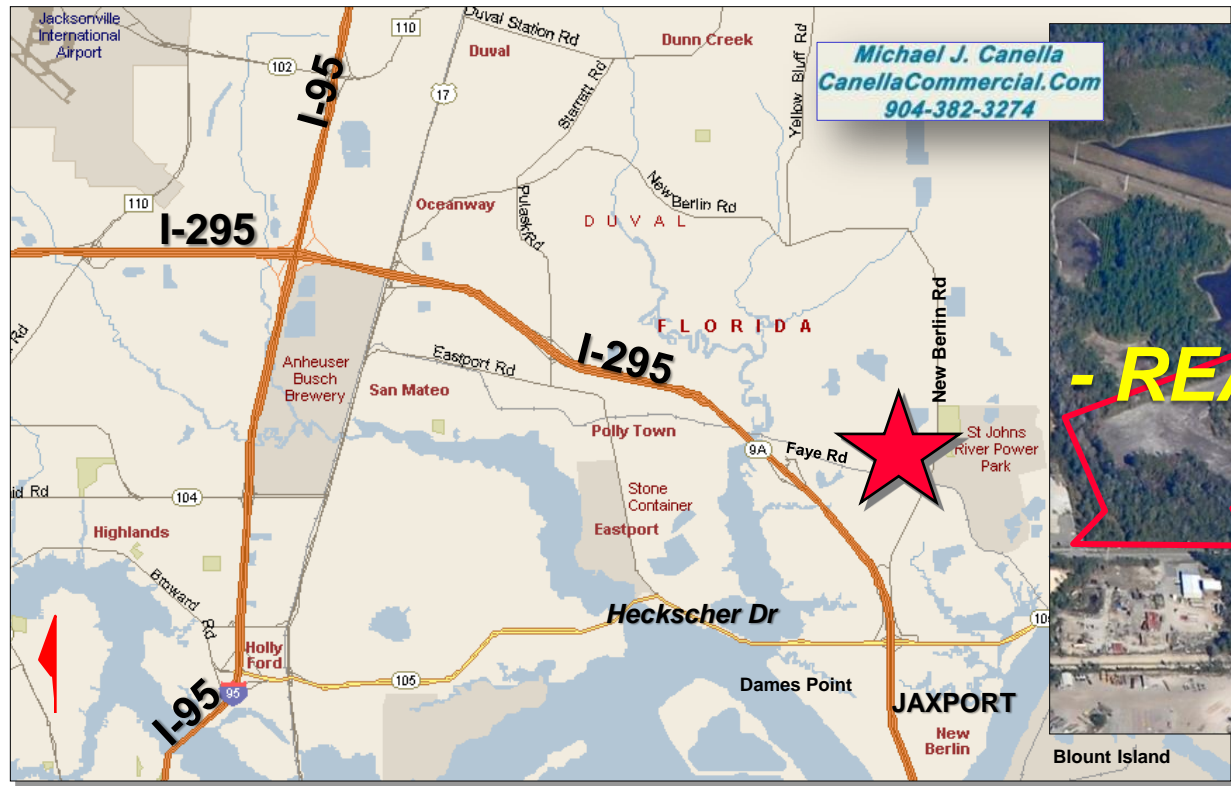 Jacksonville
International
Airport
110
Duval Station Rd
Duval
Dunn Creek
Michael J. Canella
CanellaCommercial.Com
904-382-3274
102
I-95
17
Starratt Rd
Yellow Bluff Rd
110
Oceanway
Pulaski Rd
New Berlin Rd
DUVAL
I-295
FLORIDA
New Berlin Rd
Rd
Anheuser
Busch
Brewery
Eastport Rd
I-295
San Mateo
- REA
Polly Town
9A
Faye Rd
St Johns
River Power
Park
Rd
104
Stone
Container
Highlands
Eastport
Broward
Rd
Heckscher Dr
Holly
Ford
105
95
I-95
Dames Point
JAXPORT
New
Berlin
Blount Island